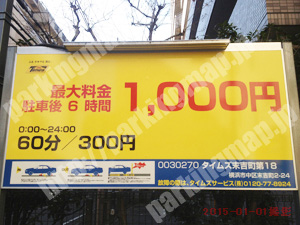 最大料金
駐車後 6 時間 1,000円
0:00~24:00
60分／300円
0030270 タイムズ末吉町第18
横浜市中区末吉町2-24
故障の際は、タイムズサービス(株)0120-77-8924
parkingmap.jp